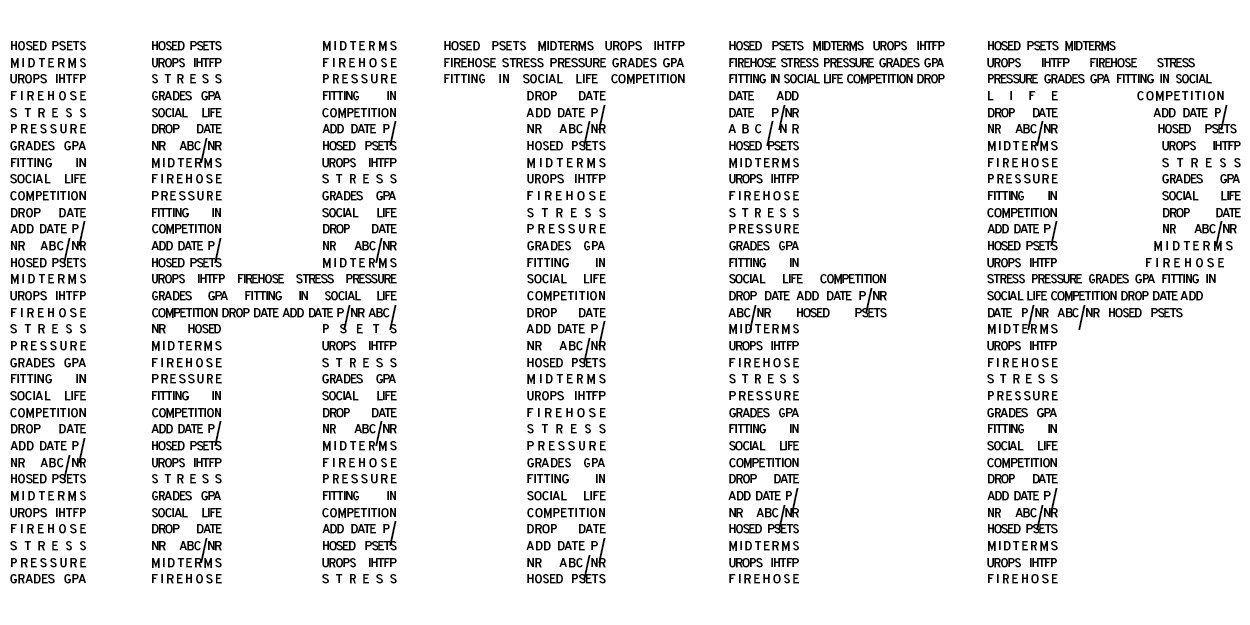 HOSED PSETS
MIDTERMS
UROPS IHTFP
FIREHOSE
STRESS
PRESSURE
GRADES GPA
FITTING IN
SOCIAL LIFE
COMPETITION
DROP DATE
ADD DATE P/
NR ABC/NR
HOSED PSETS
MIDTERMS
UROPS IHTFP
FIREHOSE
STRESS
PRESSURE
GRADES GPA
FITTING IN
SOCIAL LIFE
COMPETITION
DROP DATE
ADD DATE P/
NR ABC/NR
HOSED PSETS
MIDTERMS
UROPS IHTFP
FIREHOSE
STRESS
PRESSURE
GRADES GPA
HOSED PSETS MIDTERMS
UROPS IHTFP FIREHOSE
STRESS PRESSURE
GRADES GPA FITTING IN
SOCIAL LIFE COMPETITION
DROP DATE ADD DATE P/
NR ABC/NR HOSED PSETS
MIDTERMS UROPS IHTFP
FIREHOSE STRESS
PRESSURE GRADES GPA
FITTING IN SOCIAL LIFE
COMPETITION DROP DATE
ADD DATE P/ NR ABC/NR
HOSED PSETS MIDTERMS
UROPS IHTFP FIREHOSE STRESS PRESSURE
GRADES GPA FITTING IN SOCIAL LIFE
COMPETITION DROP DATE ADD DATE P/NR ABC/
NR HOSED PSETS
MIDTERMS UROPS IHTFP
FIREHOSE STRESS
PRESSURE GRADES GPA
FITTING IN SOCIAL LIFE
COMPETITION DROP DATE
ADD DATE P/ NR ABC/NR
HOSED PSETS MIDTERMS
UROPS IHTFP FIREHOSE
STRESS PRESSURE
GRADES GPA FITTING IN
SOCIAL LIFE COMPETITION
DROP DATE ADD DATE P/
NR ABC/NR HOSED PSETS
MIDTERMS UROPS IHTFP
FIREHOSE STRESS
HOSED PSETS MIDTERMS UROPS IHTFP
FIREHOSE STRESS PRESSURE GRADES GPA
FITTING IN SOCIAL LIFE COMPETITION
DROP DATE
ADD DATE P/
NR ABC/NR
HOSED PSETS
MIDTERMS
UROPS IHTFP
FIREHOSE
STRESS
PRESSURE
GRADES GPA
FITTING IN
SOCIAL LIFE
COMPETITION
DROP DATE
ADD DATE P/
NR ABC/NR
HOSED PSETS
MIDTERMS
UROPS IHTFP
FIREHOSE
STRESS
PRESSURE
GRADES GPA
FITTING IN
SOCIAL LIFE
COMPETITION
DROP DATE
ADD DATE P/
NR ABC/NR
HOSED PSETS
HOSED PSETS MIDTERMS UROPS IHTFP
FIREHOSE STRESS PRESSURE GRADES GPA
FITTING IN SOCIAL LIFE COMPETITION DROP
DATE ADD
DATE P/NR
ABC/NR
HOSED PSETS
MIDTERMS
UROPS IHTFP
FIREHOSE
STRESS
PRESSURE
GRADES GPA
FITTING IN
SOCIAL LIFE COMPETITION
DROP DATE ADD DATE P/NR
ABC/NR HOSED PSETS
MIDTERMS
UROPS IHTFP
FIREHOSE
STRESS
PRESSURE
GRADES GPA
FITTING IN
SOCIAL LIFE
COMPETITION
DROP DATE
ADD DATE P/
NR ABC/NR
HOSED PSETS
MIDTERMS
UROPS IHTFP
FIREHOSE
HOSED PSETS MIDTERMS
UROPS IHTFP FIREHOSE STRESS
PRESSURE GRADES GPA FITTING IN SOCIAL
LIFE COMPETITION
DROP DATE ADD DATE P/
NR ABC/NR HOSED PSETS
MIDTERMS UROPS IHTFP
FIREHOSE STRESS
PRESSURE GRADES GPA
FITTING IN SOCIAL LIFE
COMPETITION DROP DATE
ADD DATE P/ NR ABC/NR
HOSED PSETS MIDTERMS
UROPS IHTFP FIREHOSE
STRESS PRESSURE GRADES GPA FITTING IN
SOCIAL LIFE COMPETITION DROP DATE ADD
DATE P/NR ABC/NR HOSED PSETS
MIDTERMS
UROPS IHTFP
FIREHOSE
STRESS
PRESSURE
GRADES GPA
FITTING IN
SOCIAL LIFE
COMPETITION
DROP DATE
ADD DATE P/
NR ABC/NR
HOSED PSETS
MIDTERMS
UROPS IHTFP
FIREHOSE